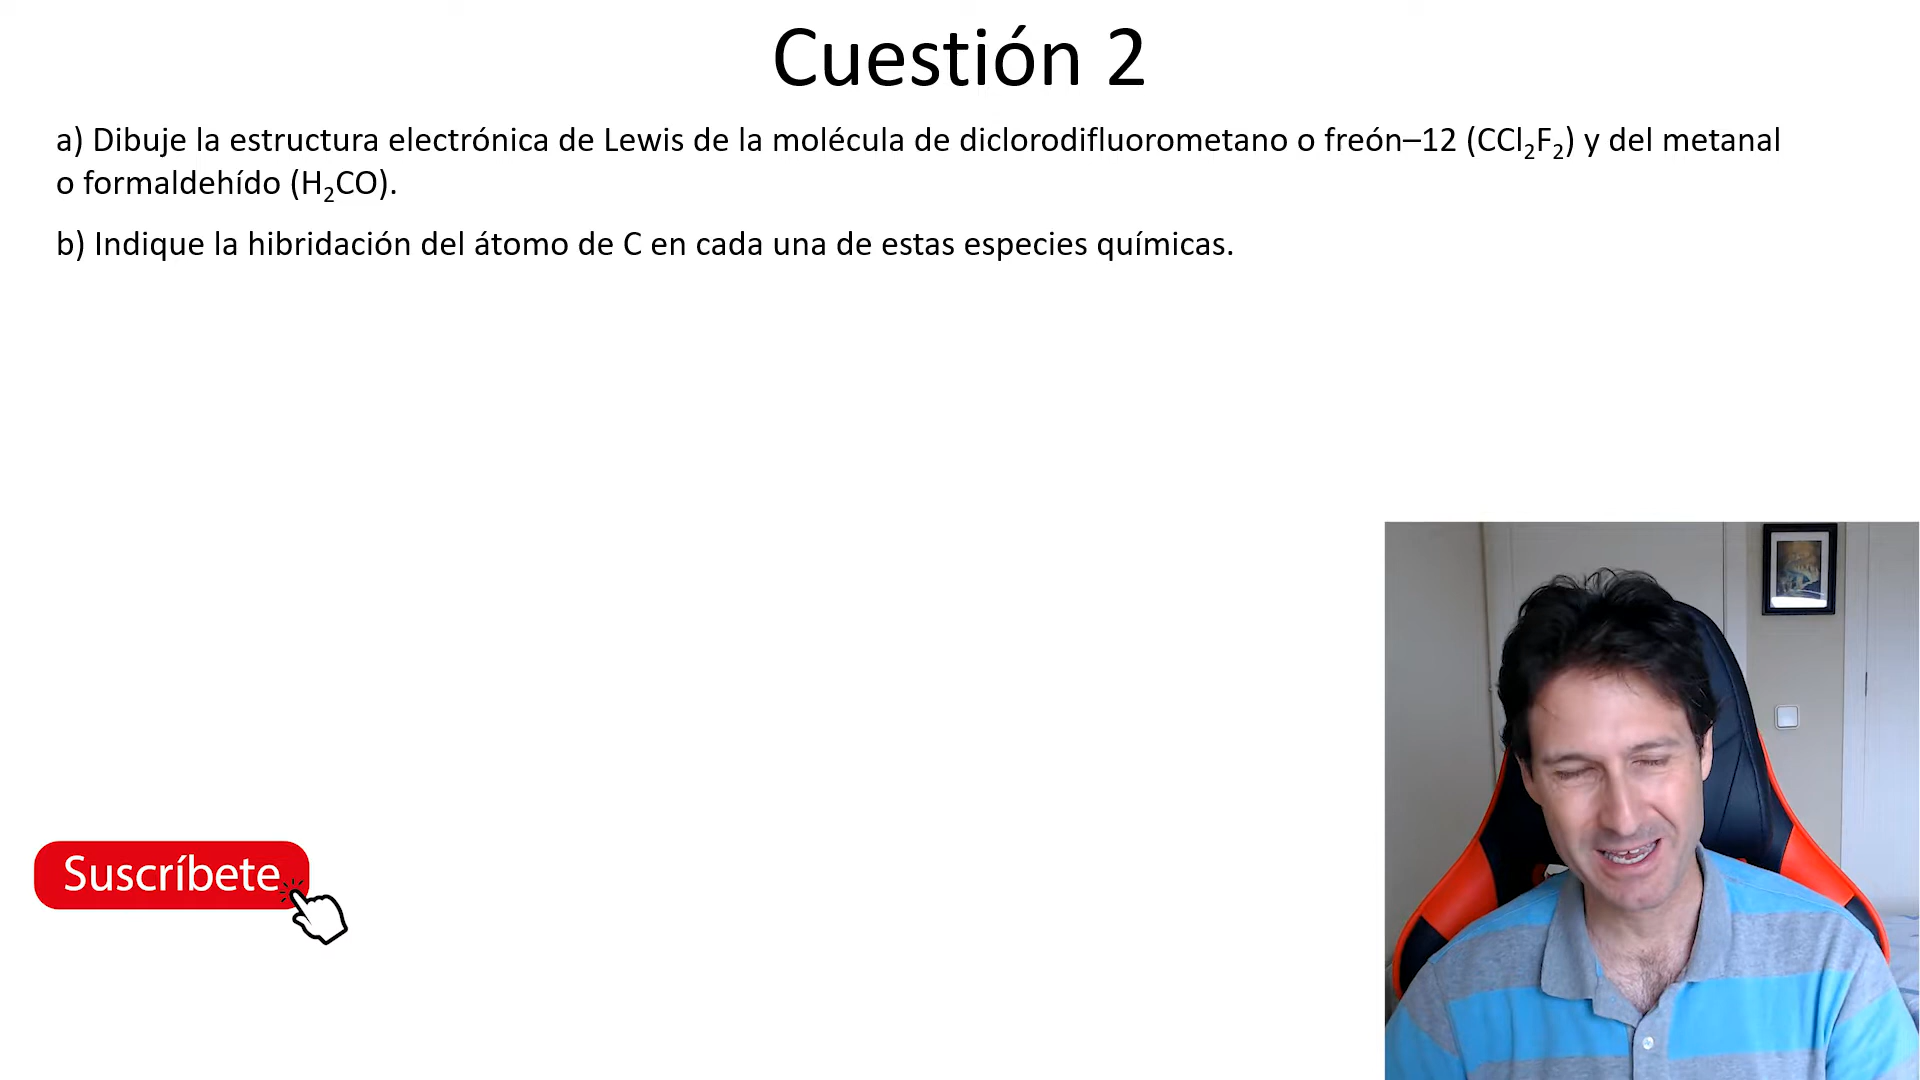 Cuestión 2
a) Dibuje la estructura electrónica de Lewis de la molécula de diclorodifluorometano o freón–12 (CCl₂F₂) y del metanal
o formaldehído (H₂CO).
b) Indique la hibridación del átomo de C en cada una de estas especies químicas.
Suscríbete